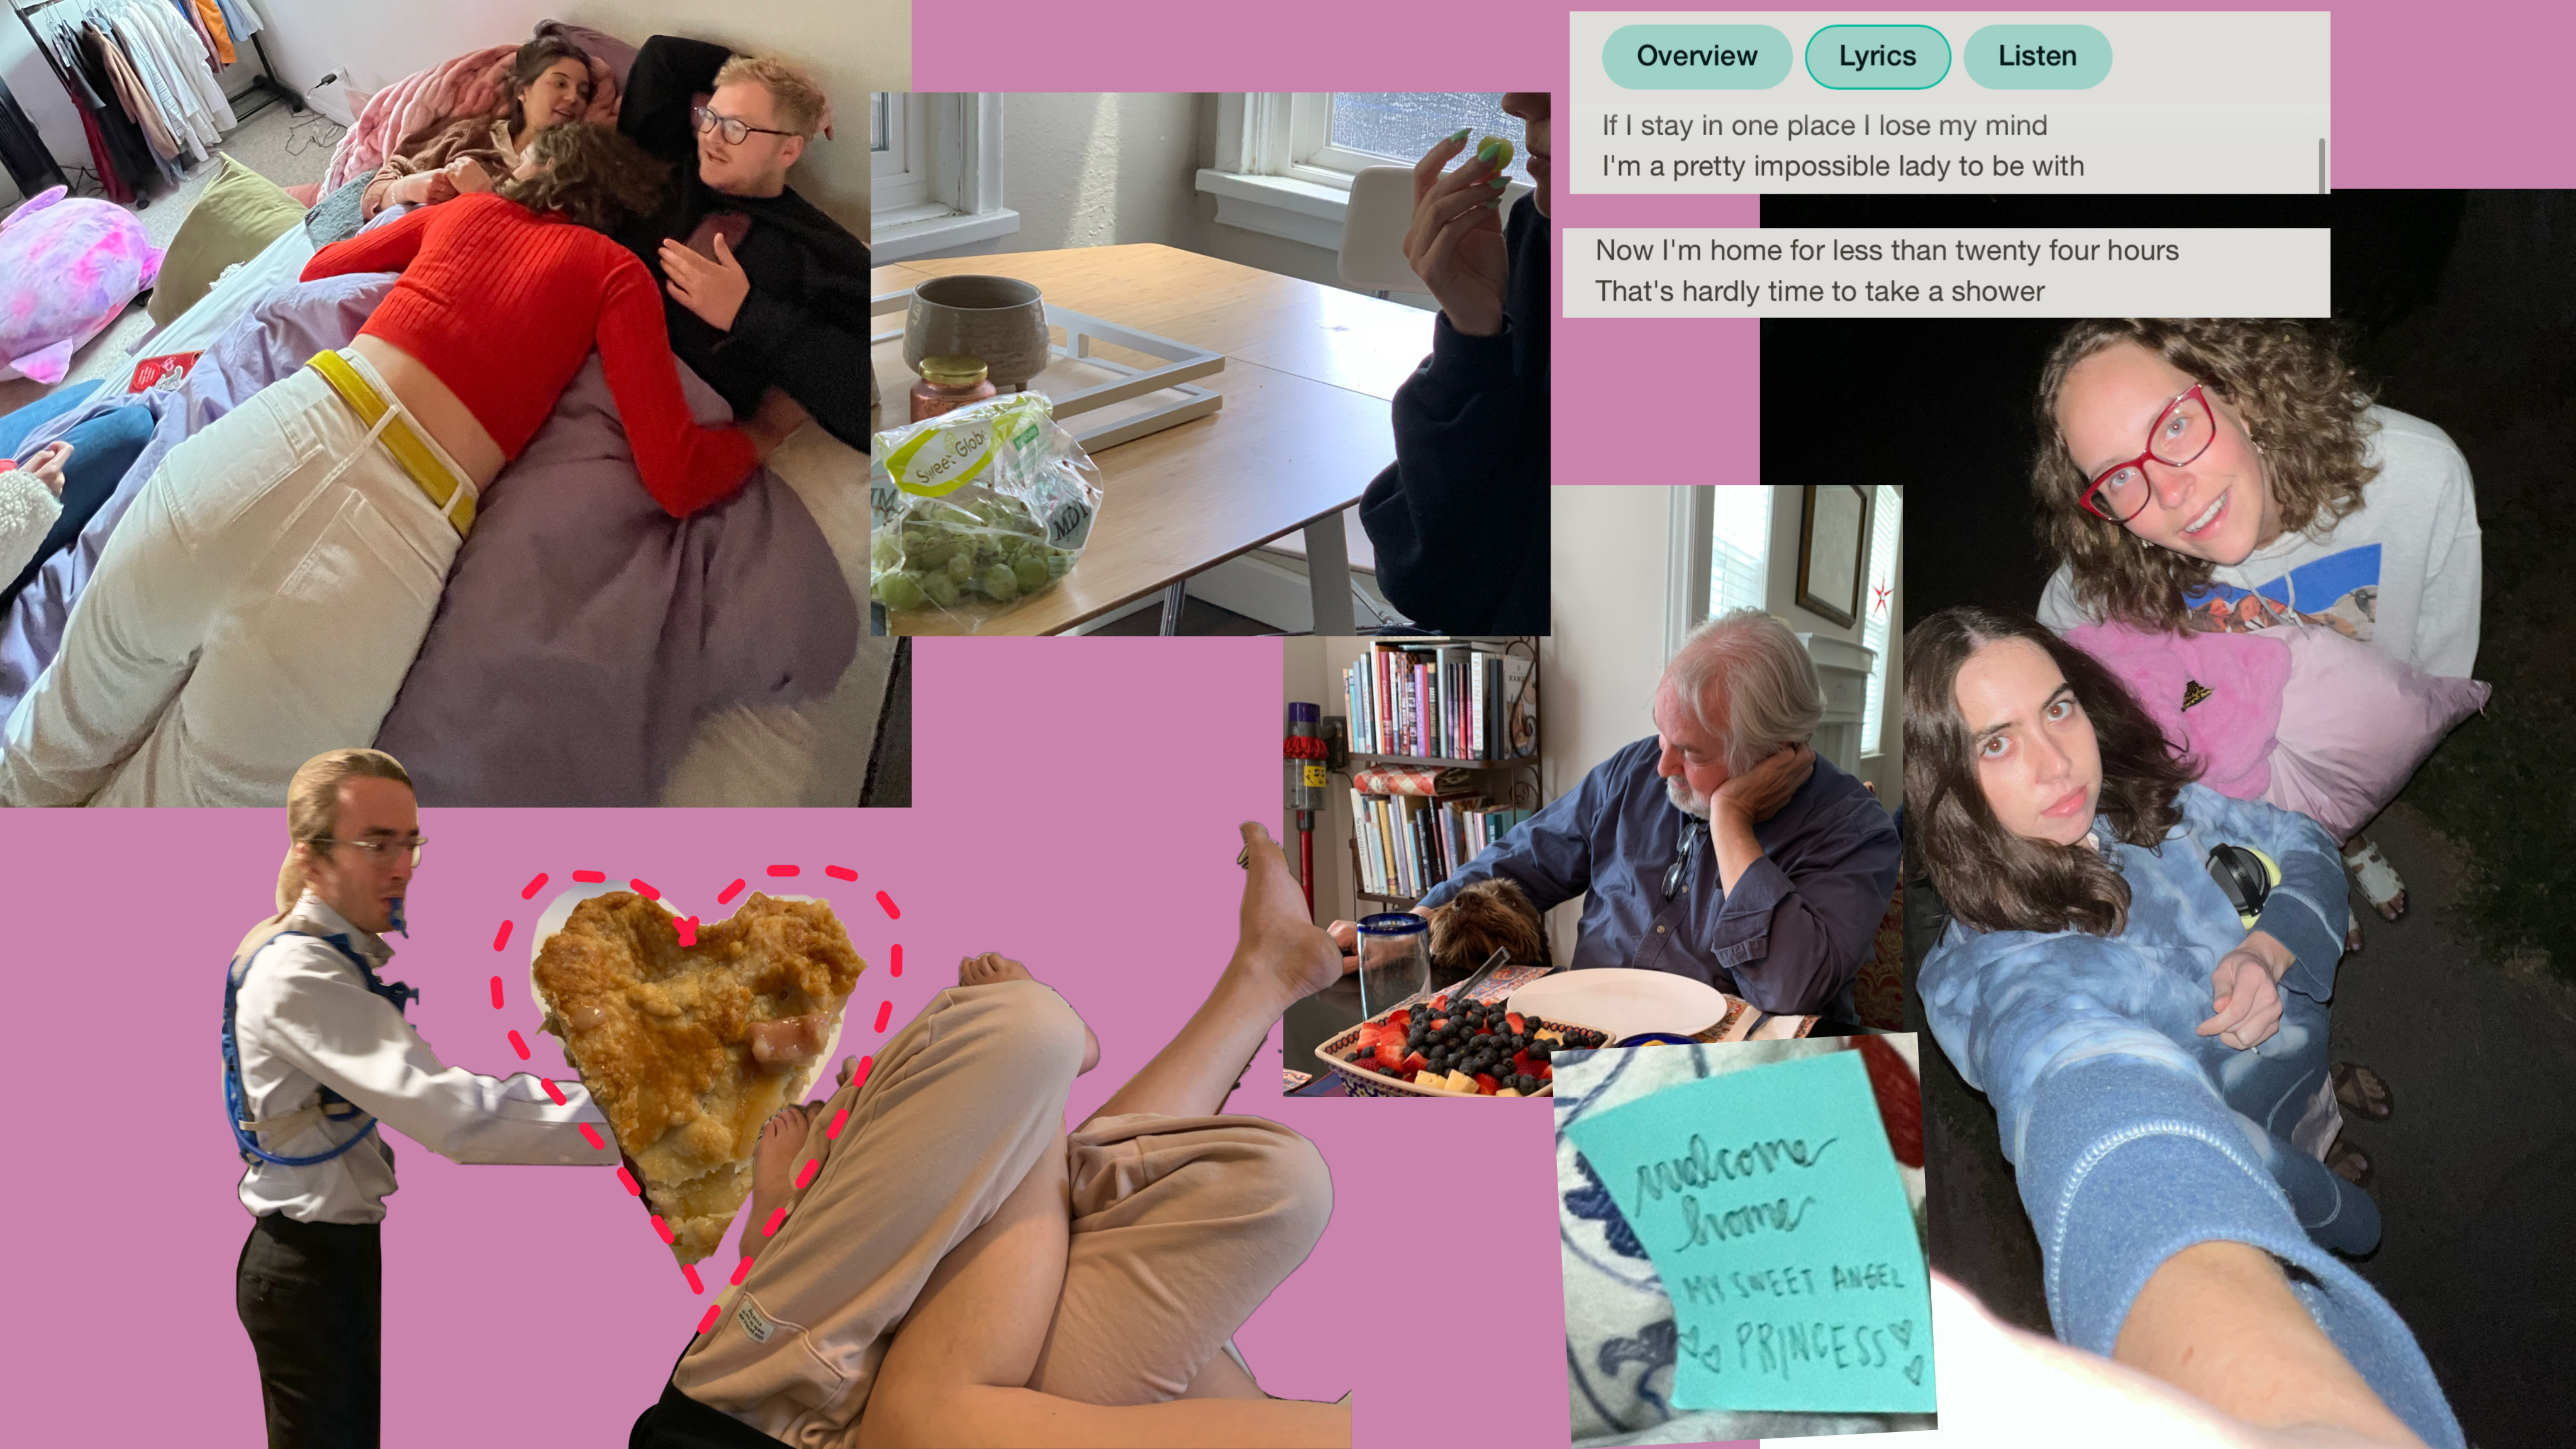 Overview Lyrics Listen
If I stay in one place I lose my mind
I'm a pretty impossible lady to be with
Now I'm home for less than twenty four hours
That's hardly time to take a shower
Sweet Globe
welcome
home
MY SWEET ANGEL
PRINCESS